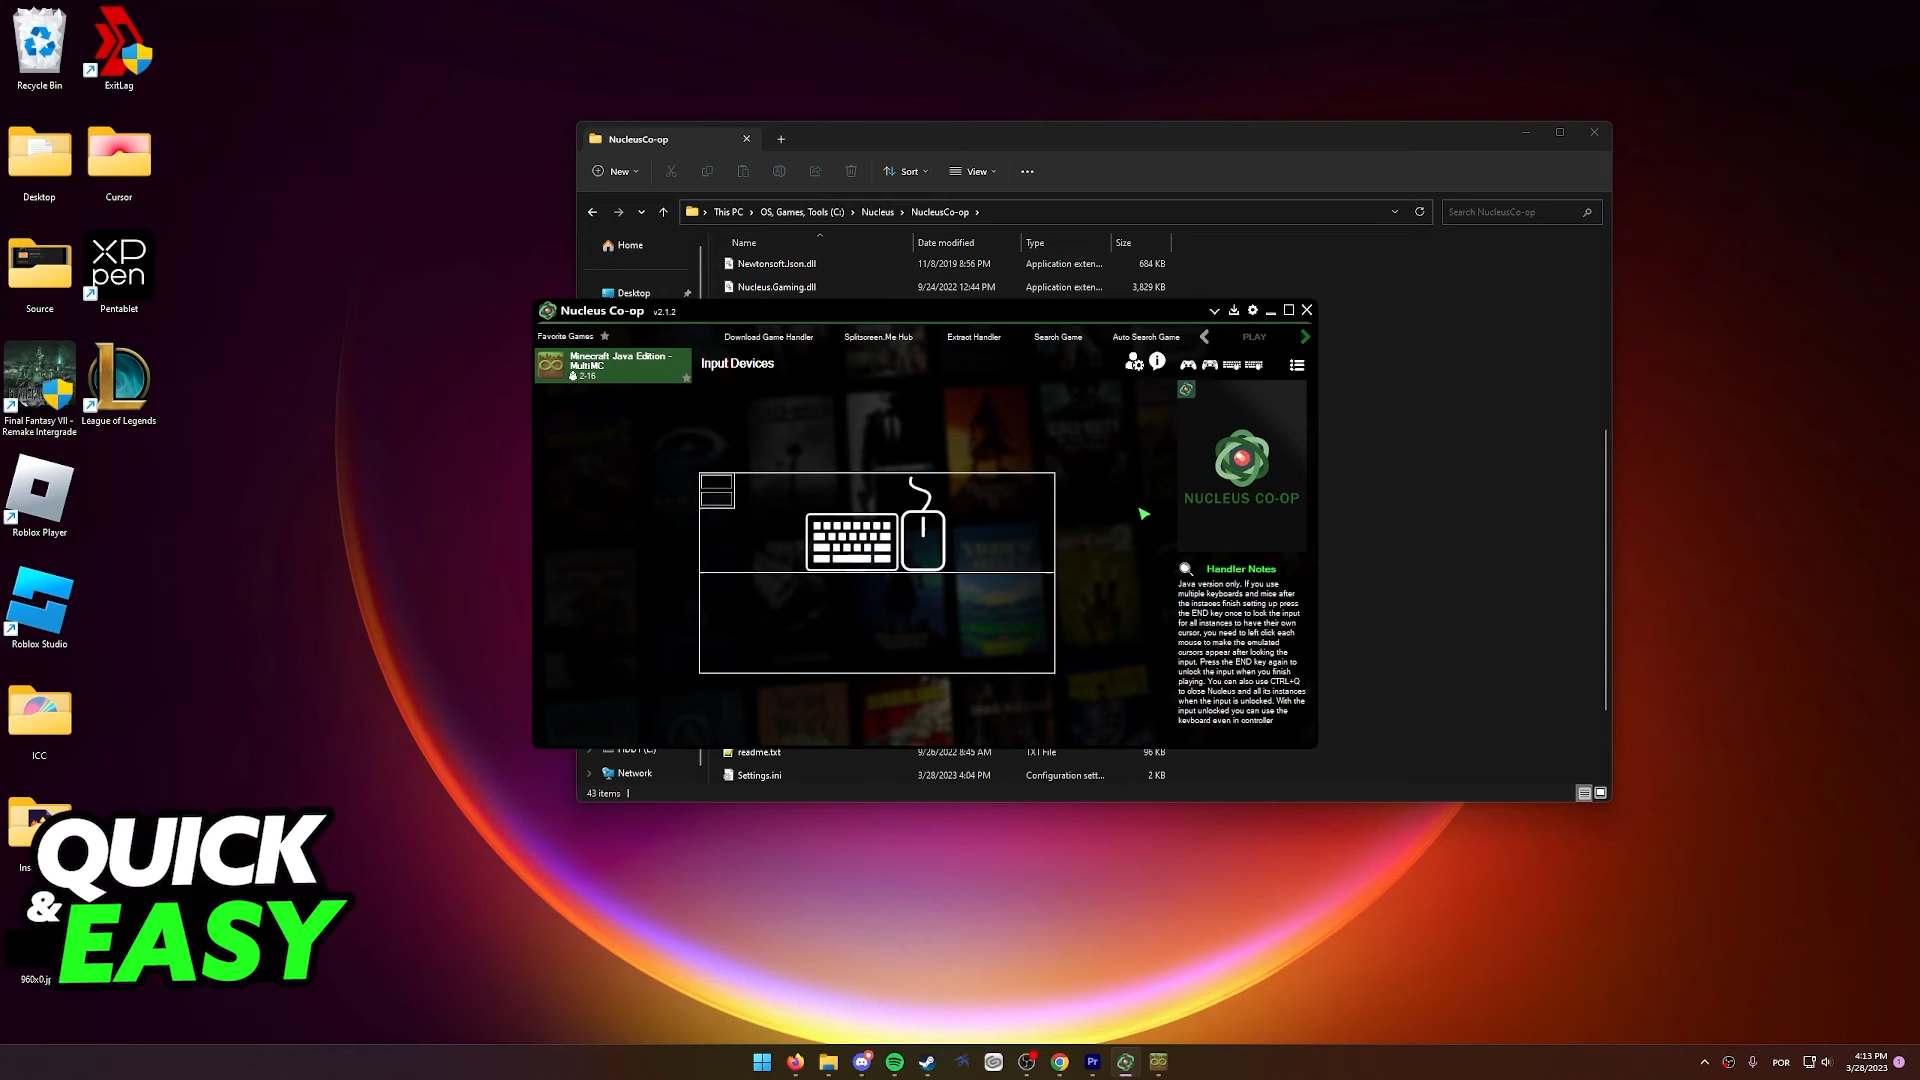 Recycle Bin
ExitLag
Desktop
Cursor
Source
XP
pen
Pentablet
Final Fantasy VII -
Remake Intergrade
League of Legends
Roblox Player
Roblox Studio
ICC
Ins
960x0.jp
QUICK
& EASY
NucleusCo-op
New
Sort
View
This PC
OS, Games, Tools (C:)
Nucleus
NucleusCo-op
Search NucleusCo-op
Home
Desktop
Name
Date modified
Type
Size
Newtonsoft.Json.dll
11/8/2019 8:56 PM
Application exten...
684 KB
Nucleus.Gaming.dll
9/24/2022 12:44 PM
Application exten...
3,829 KB
Nucleus Co-op v2.1.2
Favorite Games
Download Game Handler
Splitscreen.Me Hub
Extract Handler
Search Game
Auto Search Game
PLAY
Minecraft Java Edition -
MultiMC
2-16
Input Devices
NUCLEUS CO-OP
Handler Notes
Java version only. If you use
multiple keyboards and mice after
the instaces finish setting up press
the END key once to lock the input
for all instances to have their own
cursor, you need to left click each
mouse to make the emulated
cursors appear after locking the
input. Press the END key again to
unlock the input when you finish
playing. You can also use CTRL+Q
to close Nucleus and all its instances
when the input is unlocked. With the
input unlocked you can use the
keyboard even in controller
Network
readme.txt
9/26/2022 8:45 AM
TXT File
96 KB
Settings.ini
3/28/2023 4:04 PM
Configuration sett...
2 KB
43 items
Pr
POR
4:13 PM
3/28/2023
1